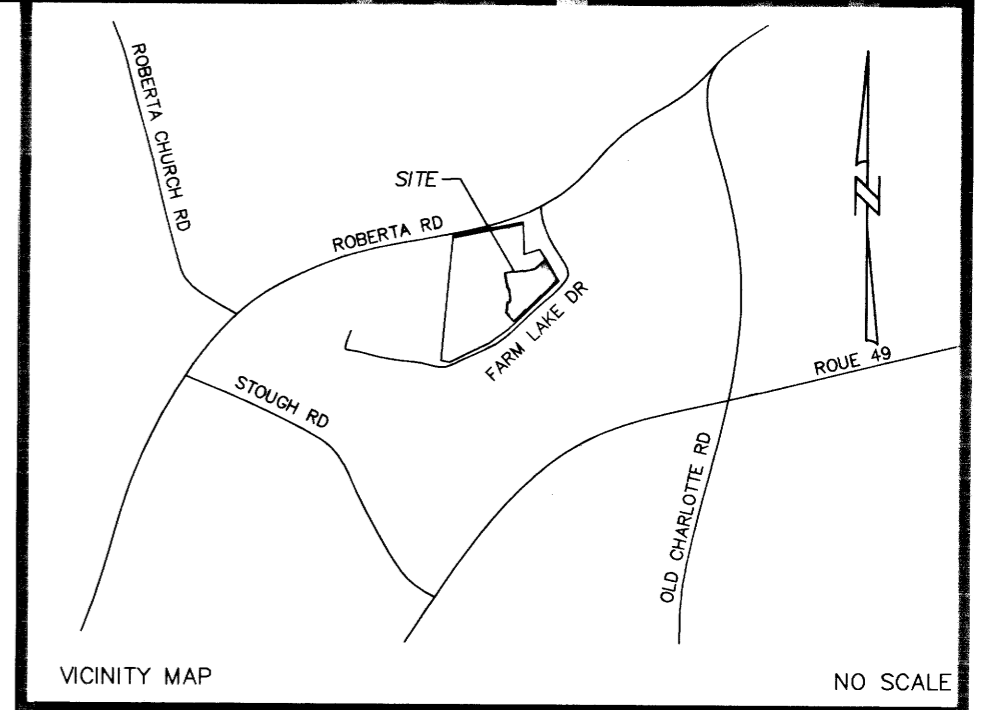 ROBERTA CHURCH RD
SITE
ROBERTA RD
N
FARM LAKE DR
ROUE 49
STOUGH RD
OLD CHARLOTTE RD
VICINITY MAP
NO SCALE